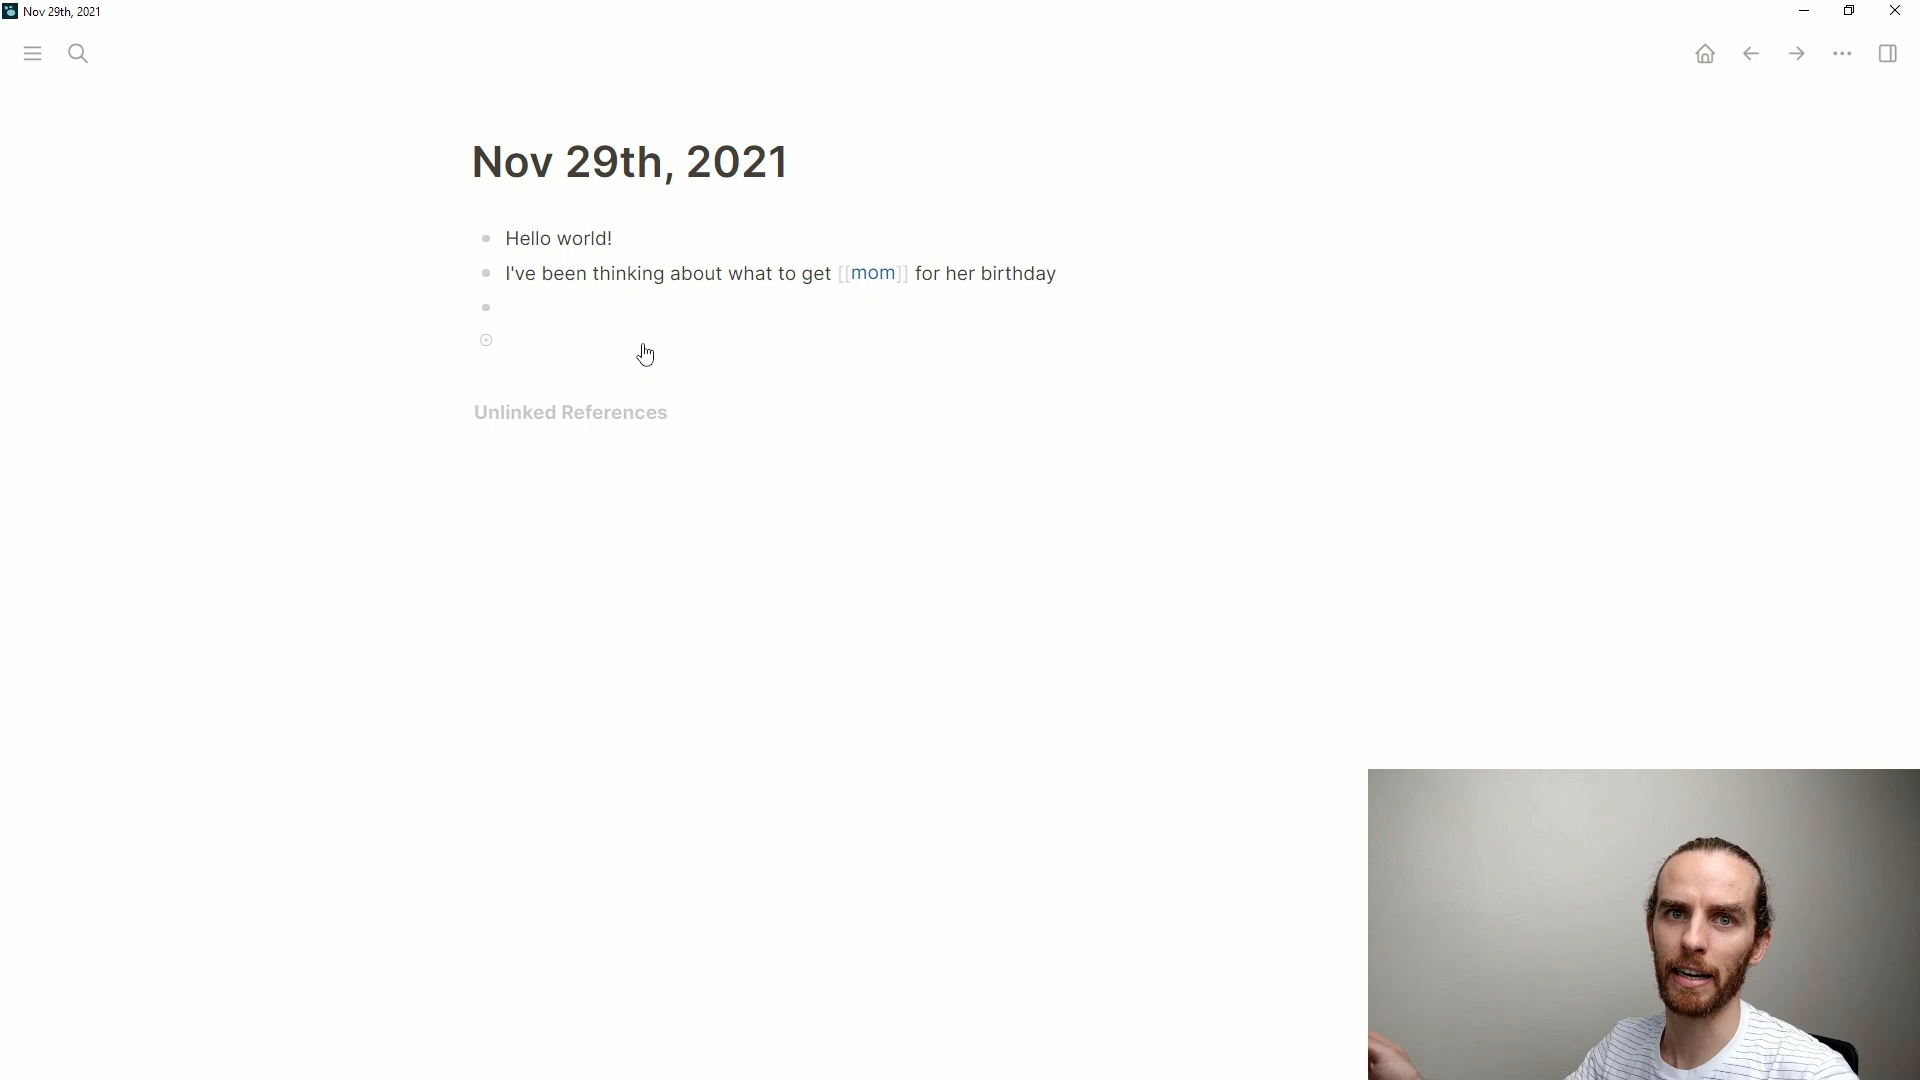 Nov 29th, 2021
Nov 29th, 2021
Hello world!
I've been thinking about what to get [[mom]] for her birthday
Unlinked References